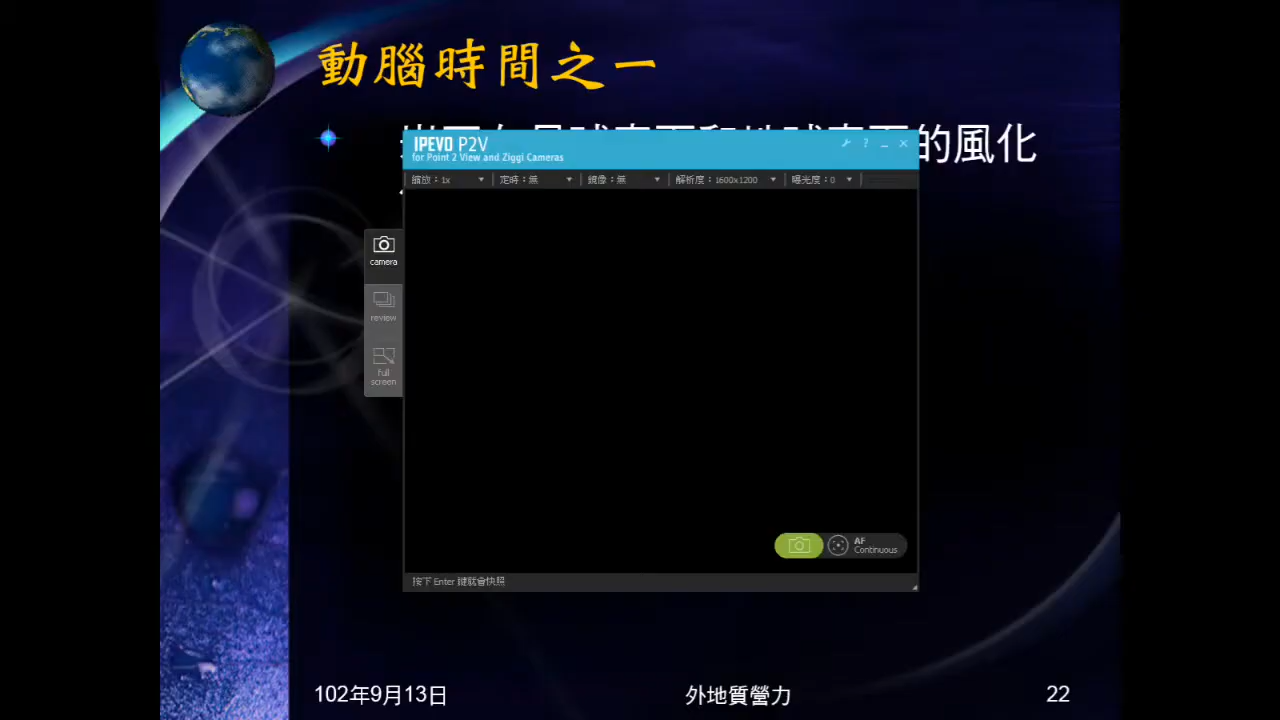 動腦時間之一
的風化
IPEVO P2V
for Point 2 View and Ziggi Cameras
縮放：1x 定時：無 鏡像：無 解析度：1600x1200 曝光度：0
camera
review
Full
screen
AF
Continuous
按下 Enter 鍵就會快照
102年9月13日 外地質營力 22